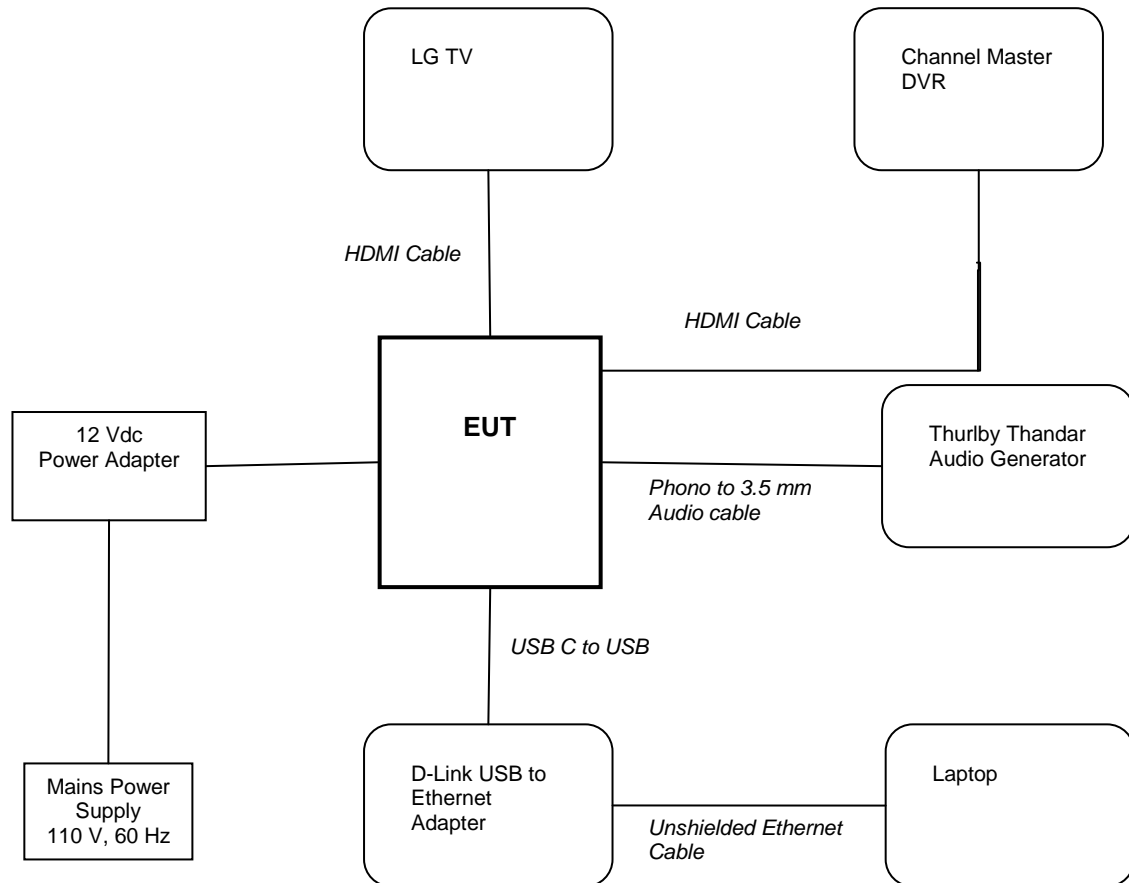 LG TV
Channel Master
DVR
HDMI Cable
HDMI Cable
EUT
12 Vdc
Power Adapter
Thurlby Thandar
Audio Generator
Phono to 3.5 mm
Audio cable
USB C to USB
D-Link USB to
Ethernet
Adapter
Laptop
Mains Power
Supply
110 V, 60 Hz
Unshielded Ethernet
Cable